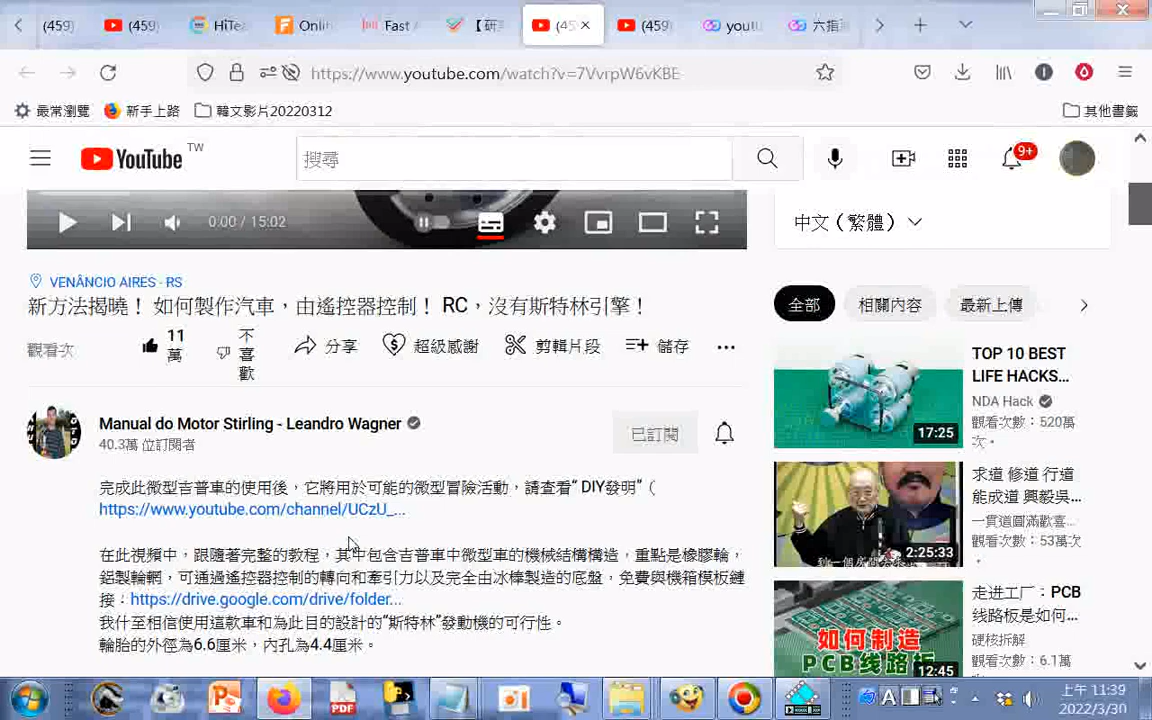 (459)
(459)
HiTea
Onlin
Fast
【研
(45
(459
youtu
六指
https://www.youtube.com/watch?v=7VvrpW6vKBE
最常瀏覽
新手上路
韓文影片20220312
其他書籤
YouTube TW
搜尋
9+
0:00 / 15:02
中文（繁體）
VENÂNCIO AIRES - RS
新方法揭曉！ 如何製作汽車，由遙控器控制！ RC，沒有斯特林引擎！
全部
相關內容
最新上傳
觀看次
11萬
不喜歡
分享
超級感謝
剪輯片段
儲存
Manual do Motor Stirling - Leandro Wagner
40.3萬 位訂閱者
已訂閱
完成此微型吉普車的使用後，它將用於可能的微型冒險活動，請查看“ DIY發明”（
https://www.youtube.com/channel/UCzU_...
在此視頻中，跟隨著完整的教程，其中包含吉普車中微型車的機械結構構造，重點是橡膠輪，
鋁製輪輞，可通過遙控器控制的轉向和牽引力以及完全由冰棒製造的底盤，免費與機箱模板鏈
接：https://drive.google.com/drive/folder...
我什至相信使用這款車和為此目的設計的“斯特林”發動機的可行性。
輪胎的外徑為6.6厘米，內孔為4.4厘米。
TOP 10 BEST
LIFE HACKS...
NDA Hack
觀看次數：520萬
次・
17:25
求道 修道 行道
能成道 興毅吳...
一貫道圓滿歡喜...
觀看次數：53萬次
・
2:25:33
走进工厂：PCB
线路板是如何...
硬核拆解
觀看次數：6.1萬
如何制造
PCB线路板
12:45
PDF
A
上午 11:39
2022/3/30